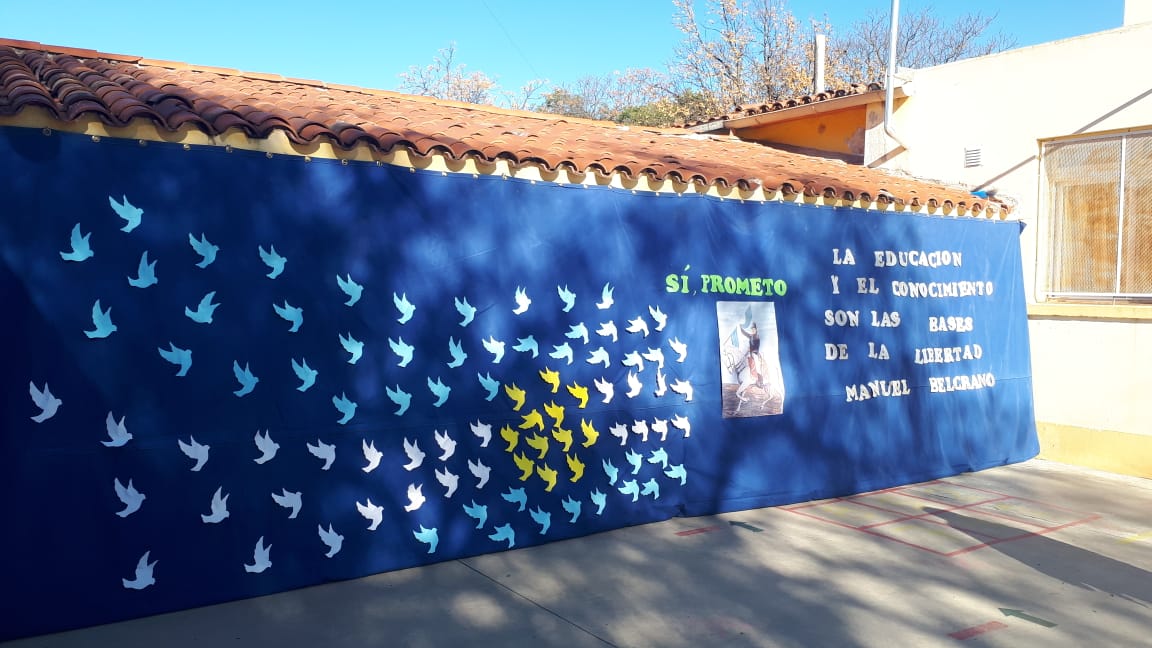 SÍ, PROMETO
LA EDUCACION
Y EL CONOCIMIENTO
SON LAS BASES
DE LA LIBERTAD
MANUEL BELGRANO